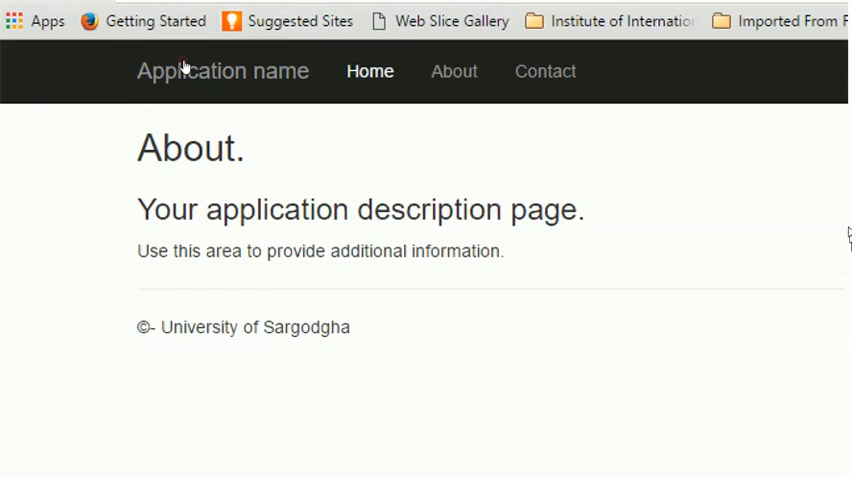 Apps Getting Started Suggested Sites Web Slice Gallery Institute of Internatio Imported From F
Application name Home About Contact
About.
Your application description page.
Use this area to provide additional information.
©- University of Sargodgha